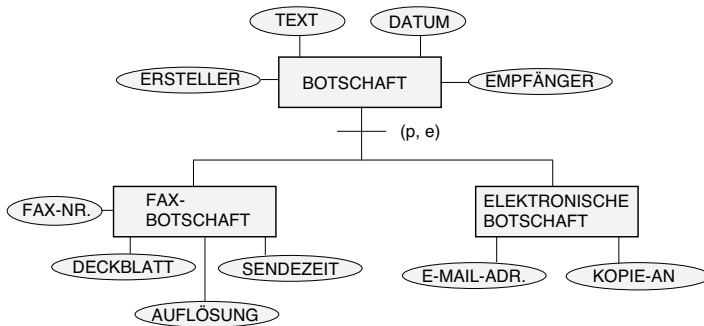 TEXT
DATUM
ERSTELLER
BOTSCHAFT
EMPFÄNGER
(p, e)
FAX-NR.
FAX-
BOTSCHAFT
ELEKTRONISCHE
BOTSCHAFT
DECKBLATT
SENDEZEIT
E-MAIL-ADR.
KOPIE-AN
AUFLÖSUNG